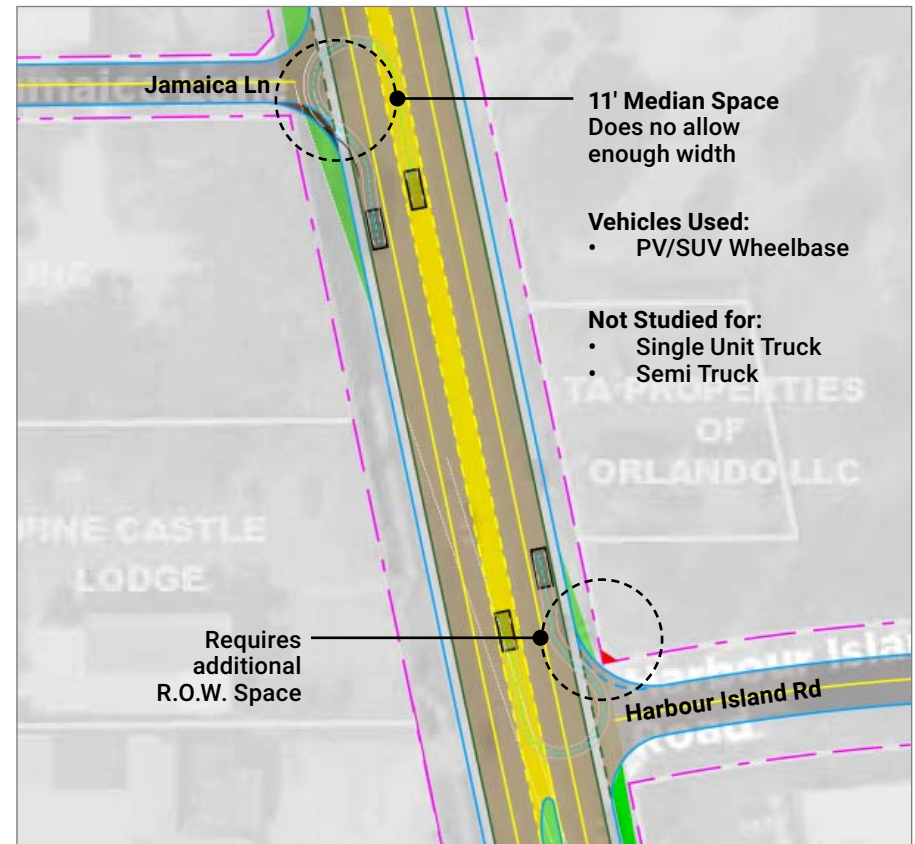 Jamaica Ln
11' Median Space
Does no allow
enough width
Vehicles Used:
• PV/SUV Wheelbase
Not Studied for:
• Single Unit Truck
• Semi Truck
TA PROPERTIES
OF
ORLANDO LLC
PINE CASTLE
LODGE
Requires
additional
R.O.W. Space
Harbour Island Rd
Road